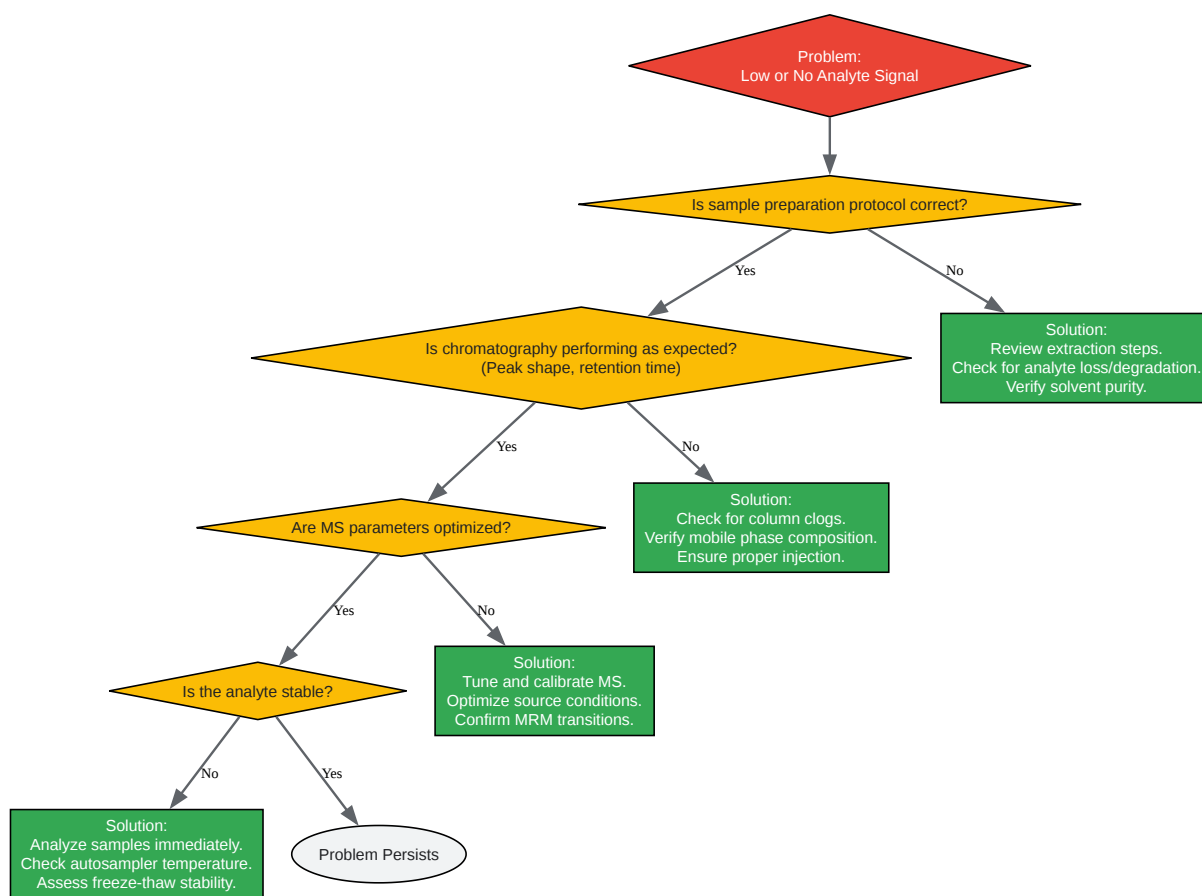 Problem:
Low or No Analyte Signal
Is sample preparation protocol correct?
Yes
No
Is chromatography performing as expected?
(Peak shape, retention time)
Solution:
Review extraction steps.
Check for analyte loss/degradation.
Verify solvent purity.
Yes
No
Are MS parameters optimized?
Solution:
Check for column clogs.
Verify mobile phase composition.
Ensure proper injection.
Yes
No
Is the analyte stable?
Solution:
Tune and calibrate MS.
Optimize source conditions.
Confirm MRM transitions.
No
Yes
Solution:
Analyze samples immediately.
Check autosampler temperature.
Assess freeze-thaw stability.
Problem Persists